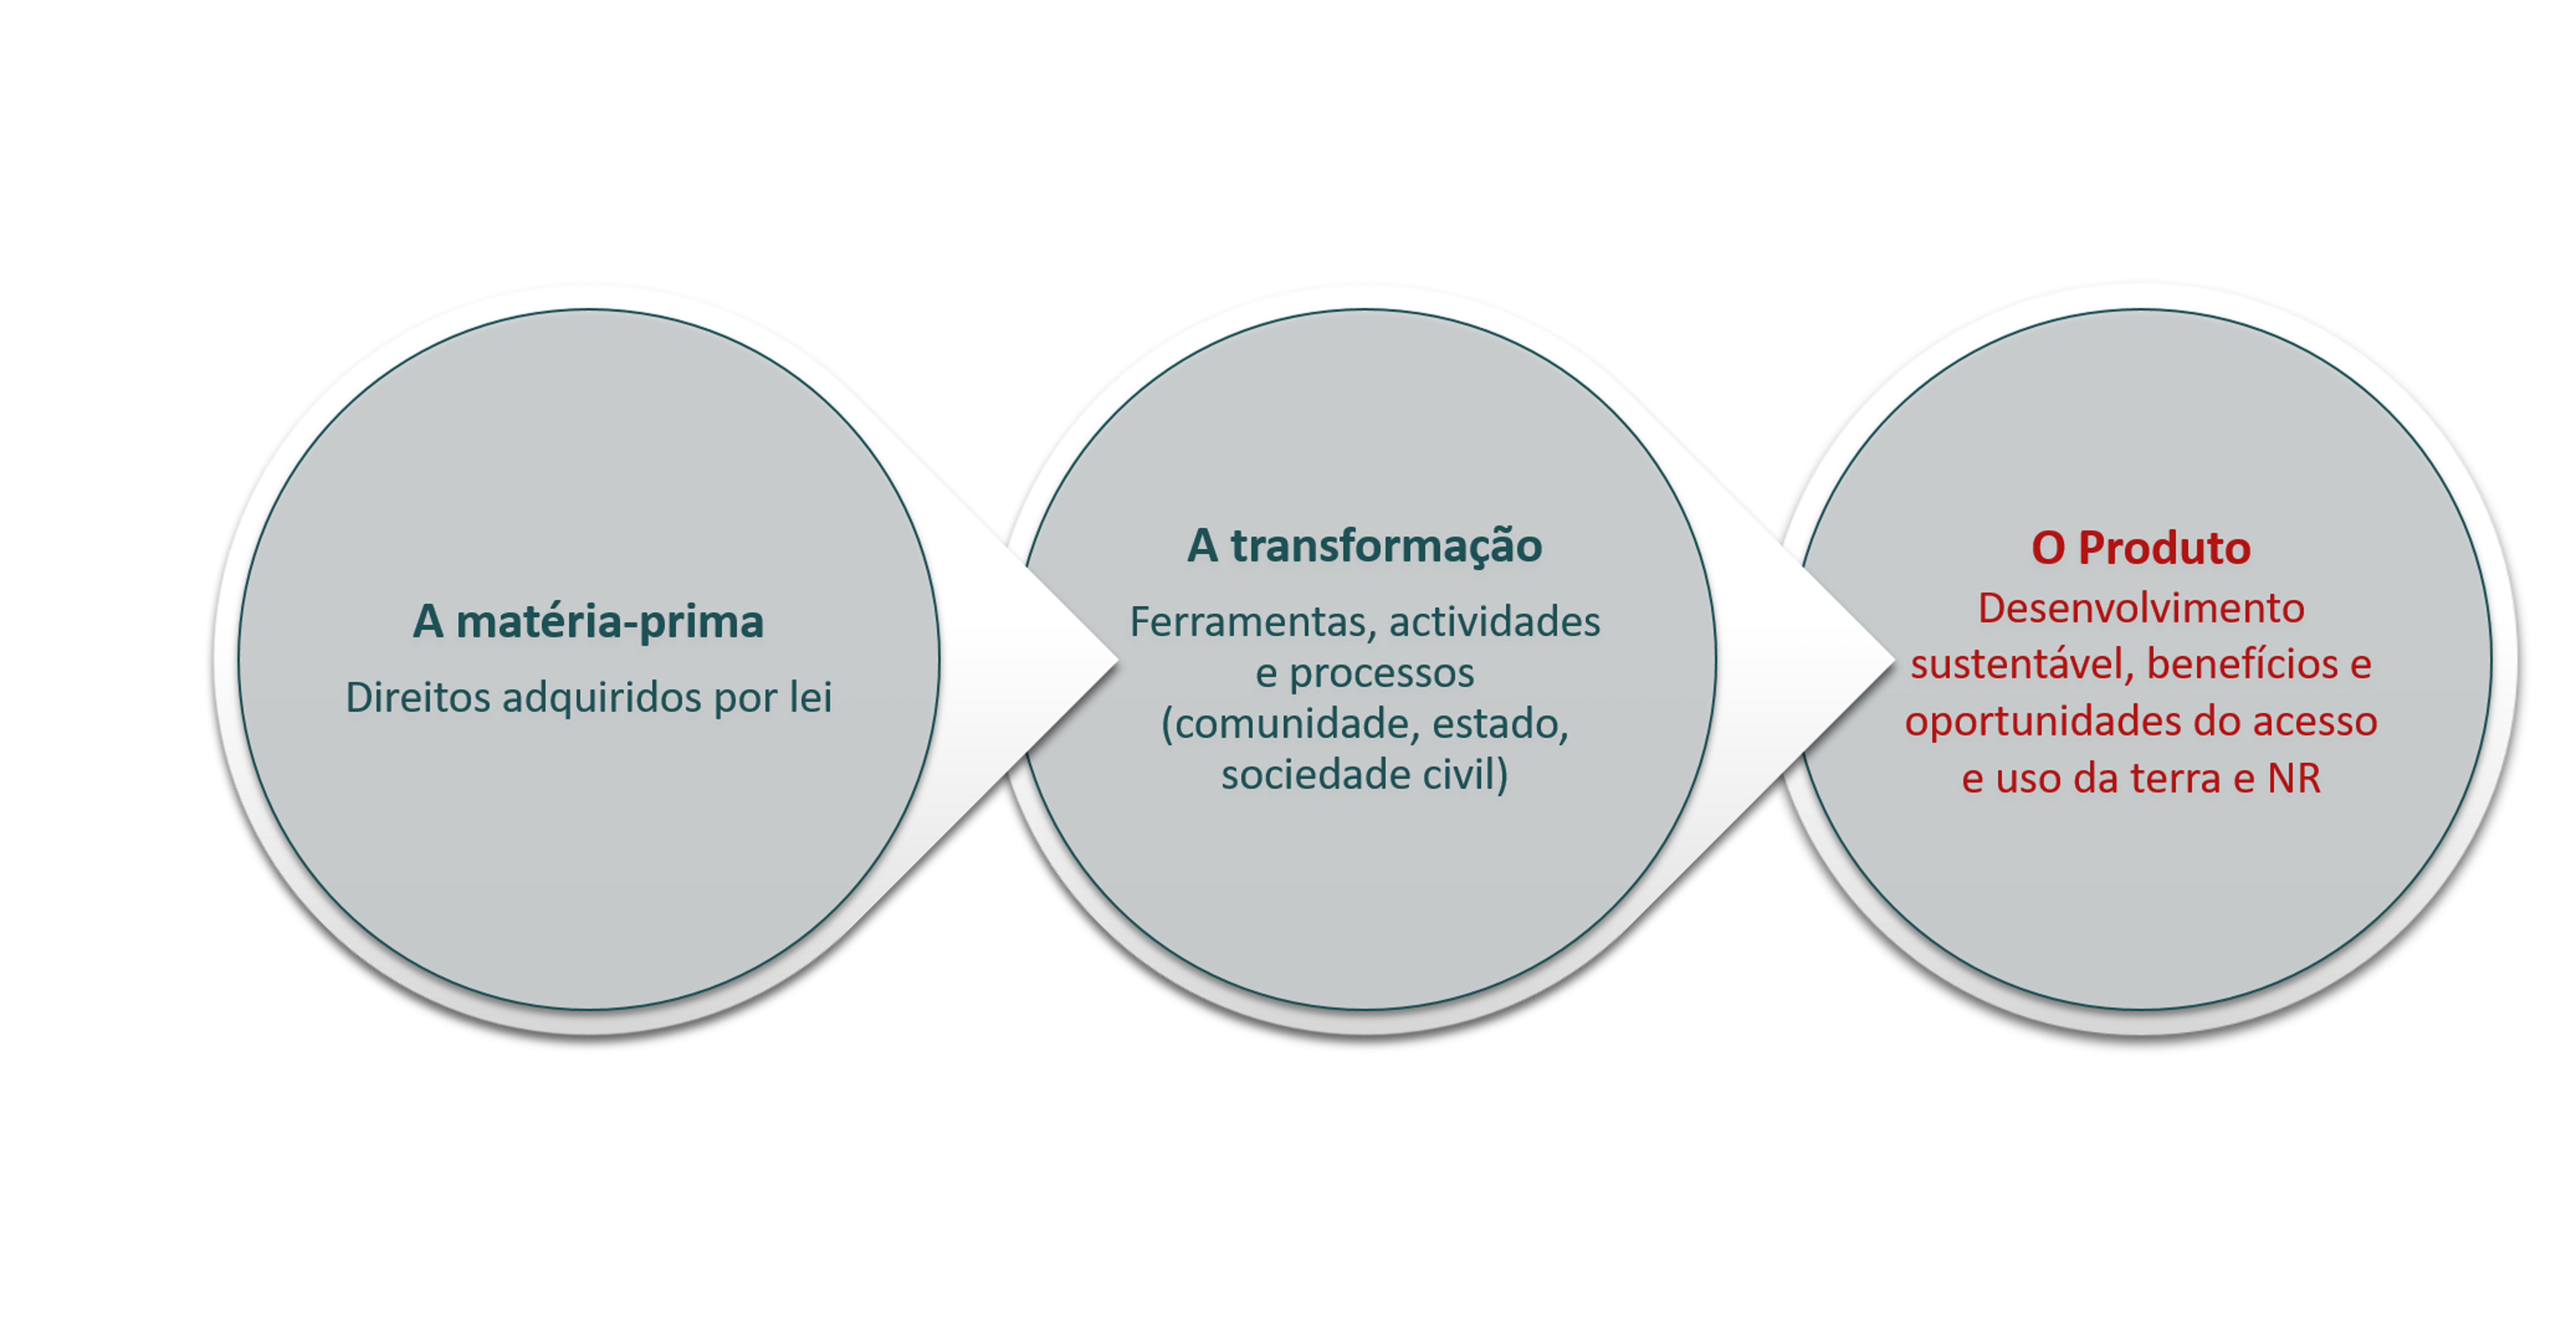 A matéria-prima
Direitos adquiridos por lei
A transformação
Ferramentas, actividades
e processos
(comunidade, estado,
sociedade civil)
O Produto
Desenvolvimento
sustentável, benefícios e
oportunidades do acesso
e uso da terra e NR